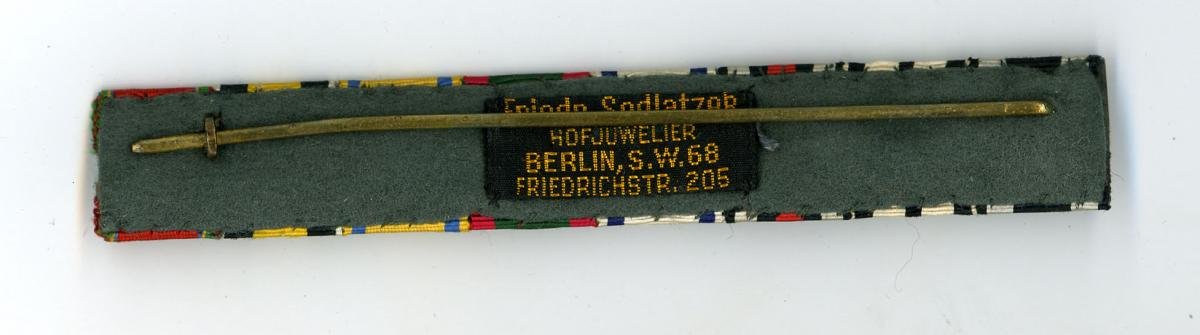 Friedr. Sedlatzek
HOFJUWELIER
BERLIN, S.W.68
FRIEDRICHSTR. 205